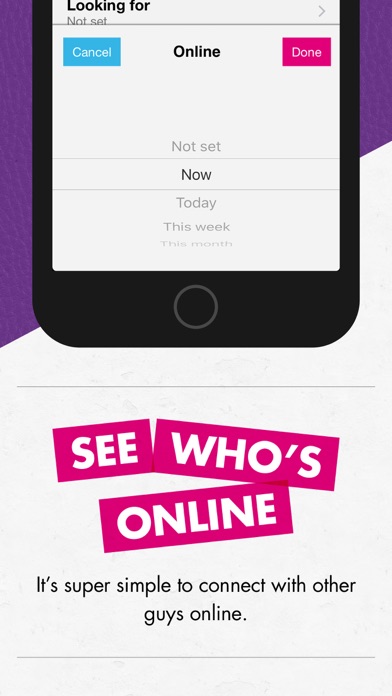 Looking for
Not set
Cancel Online Done
Not set
Now
Today
This week
This month
SEE WHO'S
ONLINE
It's super simple to connect with other
guys online.